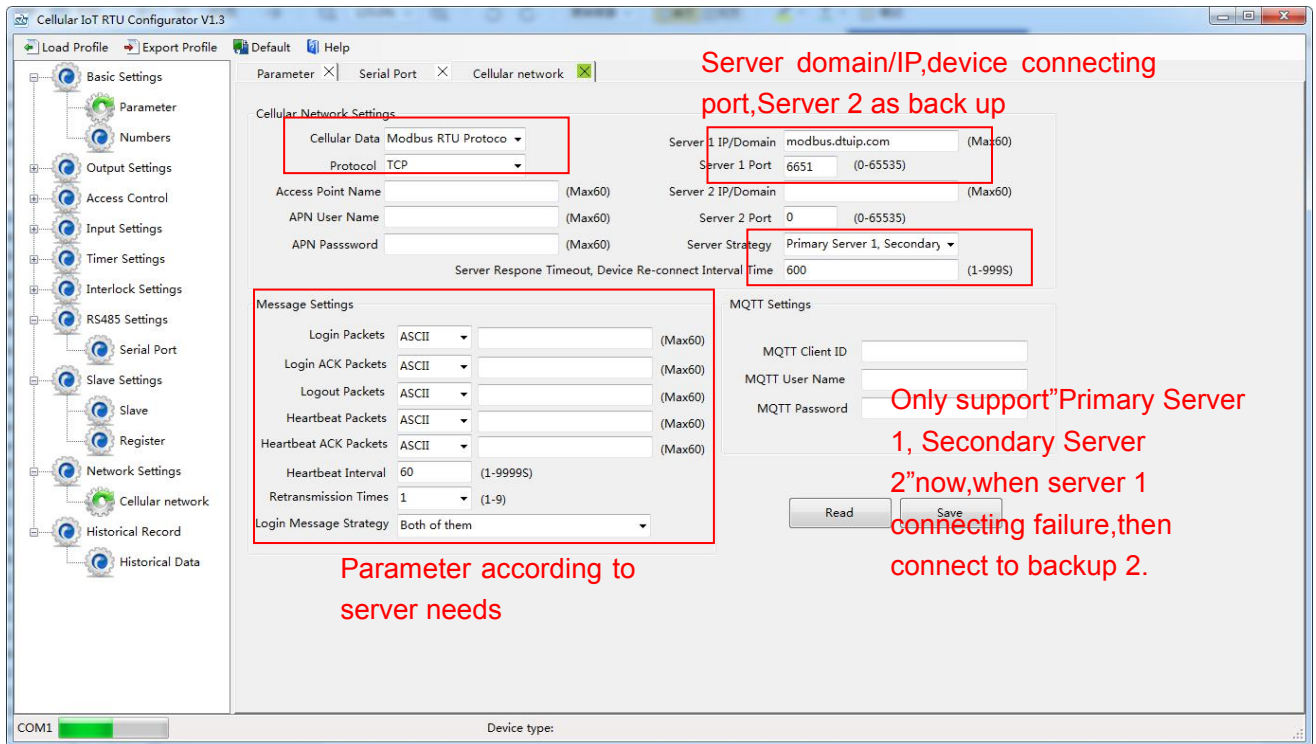 Cellular IoT RTU Configurator V1.3
Load Profile Export Profile Default Help
Basic Settings
Parameter
Numbers
Output Settings
Access Control
Input Settings
Timer Settings
Interlock Settings
RS485 Settings
Serial Port
Slave Settings
Slave
Register
Network Settings
Cellular network
Historical Record
Historical Data
Parameter Serial Port Cellular network
Server domain/IP,device connecting
port,Server 2 as back up
Cellular Network Settings
Cellular Data Modbus RTU Protoco
Protocol TCP
Access Point Name (Max60)
APN User Name (Max60)
APN Passsword (Max60)
Server 1 IP/Domain modbus.dtuip.com (Max60)
Server 1 Port 6651 (0-65535)
Server 2 IP/Domain (Max60)
Server 2 Port 0 (0-65535)
Server Strategy Primary Server 1, Secondary
Server Respone Timeout, Device Re-connect Interval Time 600 (1-999S)
Message Settings
Login Packets ASCII (Max60)
Login ACK Packets ASCII (Max60)
Logout Packets ASCII (Max60)
Heartbeat Packets ASCII (Max60)
Heartbeat ACK Packets ASCII (Max60)
Heartbeat Interval 60 (1-9999S)
Retransmission Times 1 (1-9)
Login Message Strategy Both of them
MQTT Settings
MQTT Client ID
MQTT User Name
MQTT Password
Only support"Primary Server
1, Secondary Server
2"now,when server 1
connecting failure,then
connect to backup 2.
Read Save
Parameter according to
server needs
COM1 Device type: